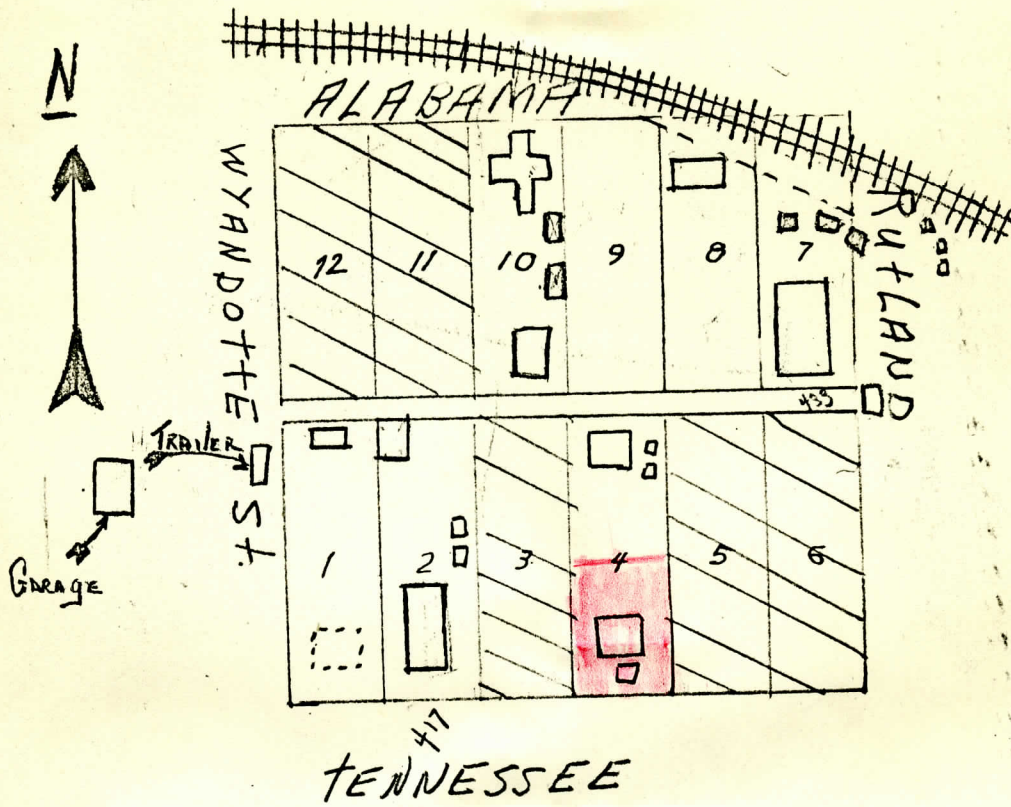 N
ALABAMA
WYANDOTTE St.
RutLAND
12 11 10 9 8 7
435
TRAILER
GARAGE
1 2 3 4 5 6
417
tENNESSEE